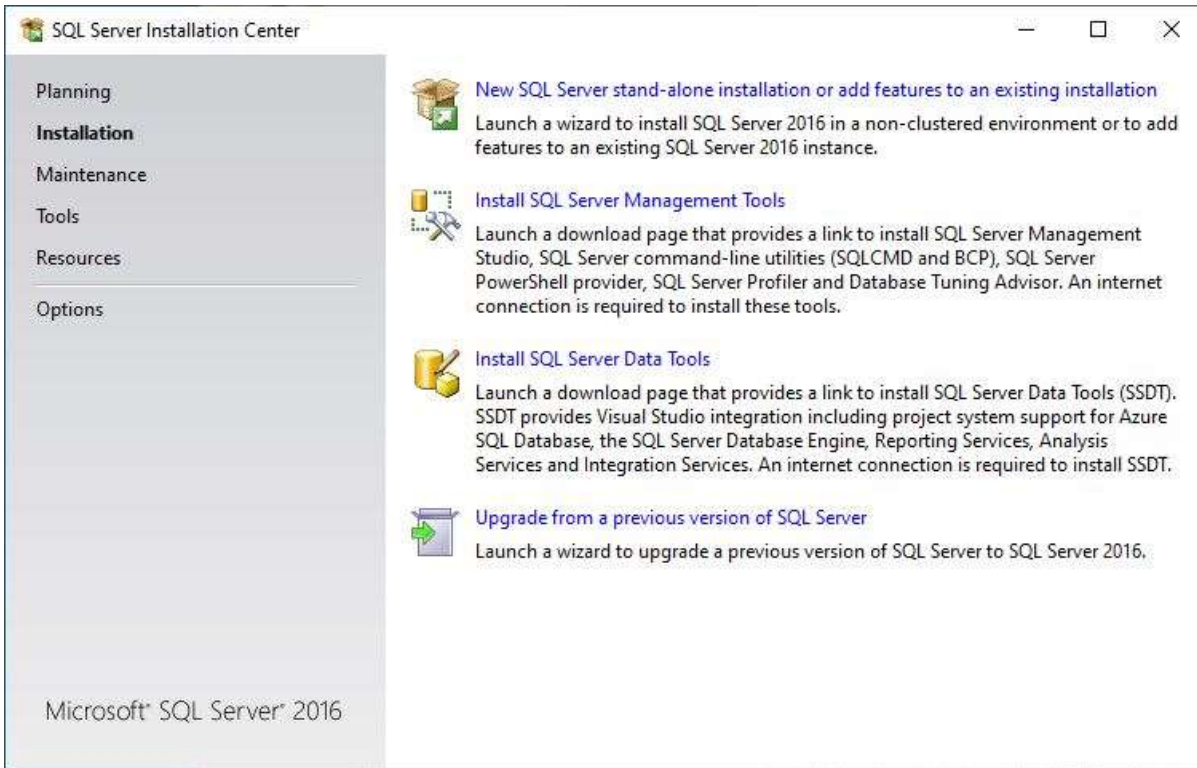 SQL Server Installation Center
Planning
Installation
Maintenance
Tools
Resources
Options
Microsoft® SQL Server® 2016
New SQL Server stand-alone installation or add features to an existing installation
Launch a wizard to install SQL Server 2016 in a non-clustered environment or to add
features to an existing SQL Server 2016 instance.
Install SQL Server Management Tools
Launch a download page that provides a link to install SQL Server Management
Studio, SQL Server command-line utilities (SQLCMD and BCP), SQL Server
PowerShell provider, SQL Server Profiler and Database Tuning Advisor. An internet
connection is required to install these tools.
Install SQL Server Data Tools
Launch a download page that provides a link to install SQL Server Data Tools (SSDT).
SSDT provides Visual Studio integration including project system support for Azure
SQL Database, the SQL Server Database Engine, Reporting Services, Analysis
Services and Integration Services. An internet connection is required to install SSDT.
Upgrade from a previous version of SQL Server
Launch a wizard to upgrade a previous version of SQL Server to SQL Server 2016.